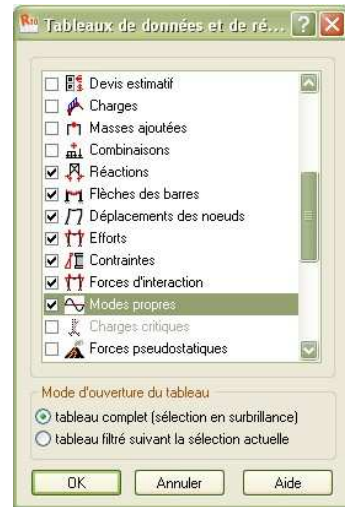 R10 Tableaux de données et de ré...
Devis estimatif
Charges
Masses ajoutées
Combinaisons
Réactions
Flèches des barres
Déplacements des noeuds
Efforts
Contraintes
Forces d'interaction
Modes propres
Charges critiques
Forces pseudostatiques
Mode d'ouverture du tableau
tableau complet (sélection en surbrillance)
tableau filtré suivant la sélection actuelle
OK Annuler Aide